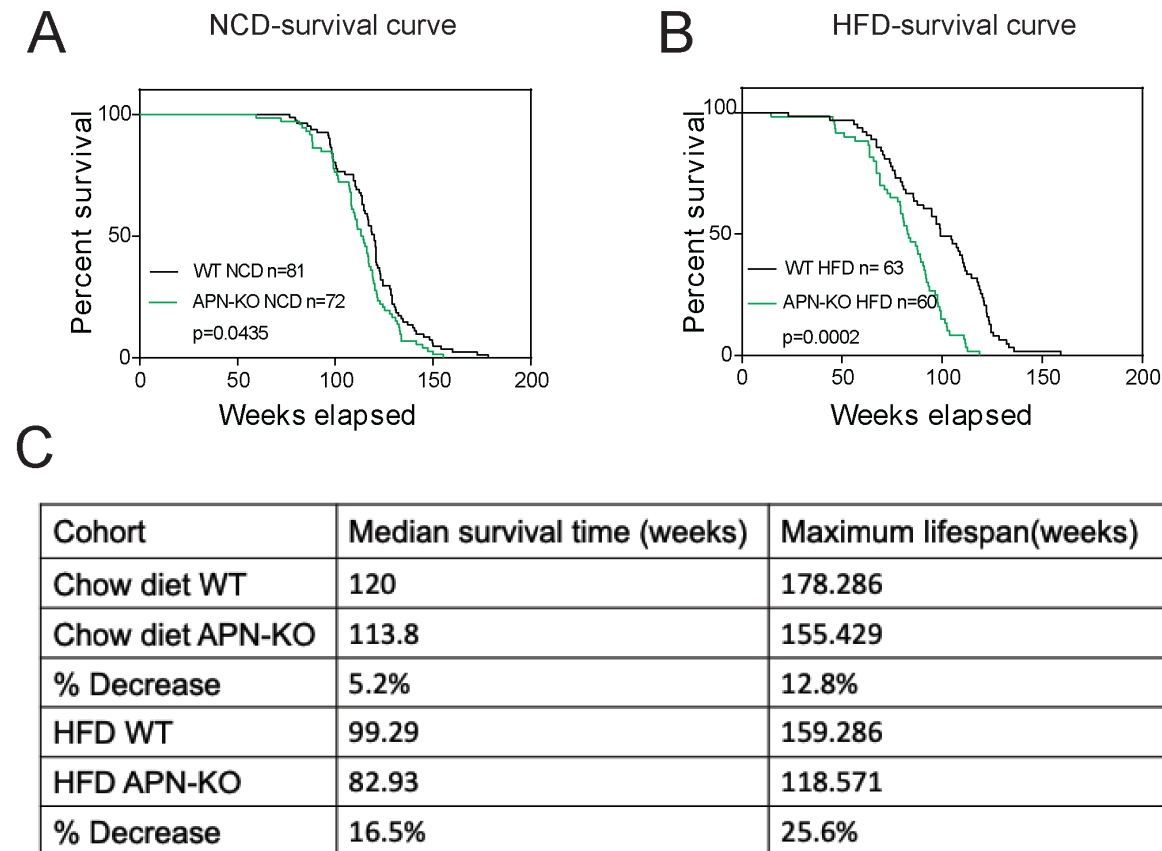 A NCD-survival curve
Percent survival
100
50
0
WT NCD n=81
APN-KO NCD n=72
p=0.0435
0 50 100 150 200
Weeks elapsed
B HFD-survival curve
Percent survival
100
50
0
WT HFD n= 63
APN-KO HFD n=60
p=0.0002
0 50 100 150 200
Weeks elapsed
C
Cohort Median survival time (weeks) Maximum lifespan(weeks)
Chow diet WT 120 178.286
Chow diet APN-KO 113.8 155.429
% Decrease 5.2% 12.8%
HFD WT 99.29 159.286
HFD APN-KO 82.93 118.571
% Decrease 16.5% 25.6%